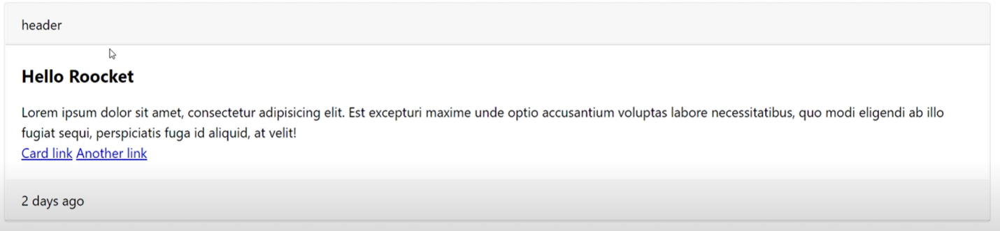 header
Hello Roocket
Lorem ipsum dolor sit amet, consectetur adipisicing elit. Est excepturi maxime unde optio accusantium voluptas labore necessitatibus, quo modi eligendi ab illo
fugiat sequi, perspiciatis fuga id aliquid, at velit!
Card link Another link
2 days ago